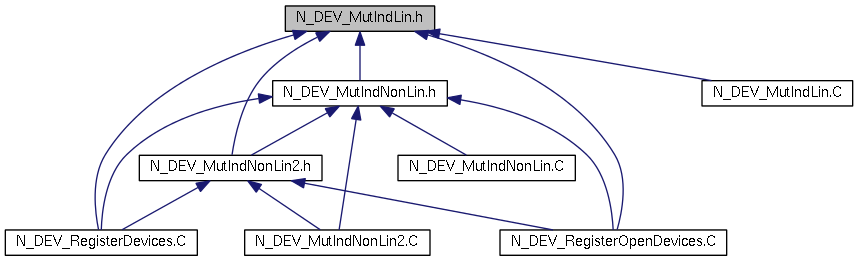 N_DEV_MutIndLin.h
N_DEV_MutIndNonLin.h
N_DEV_MutIndLin.C
N_DEV_MutIndNonLin2.h
N_DEV_MutIndNonLin.C
N_DEV_RegisterDevices.C
N_DEV_MutIndNonLin2.C
N_DEV_RegisterOpenDevices.C